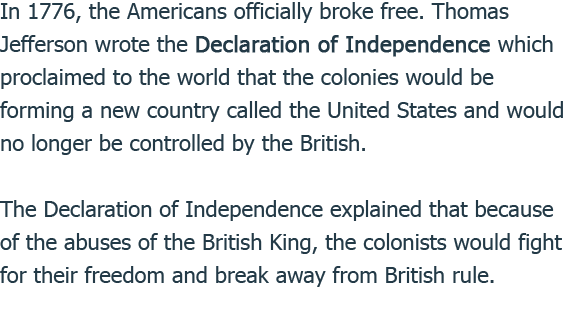 In 1776, the Americans officially broke free. Thomas
Jefferson wrote the Declaration of Independence which
proclaimed to the world that the colonies would be
forming a new country called the United States and would
no longer be controlled by the British.
The Declaration of Independence explained that because
of the abuses of the British King, the colonists would fight
for their freedom and break away from British rule.